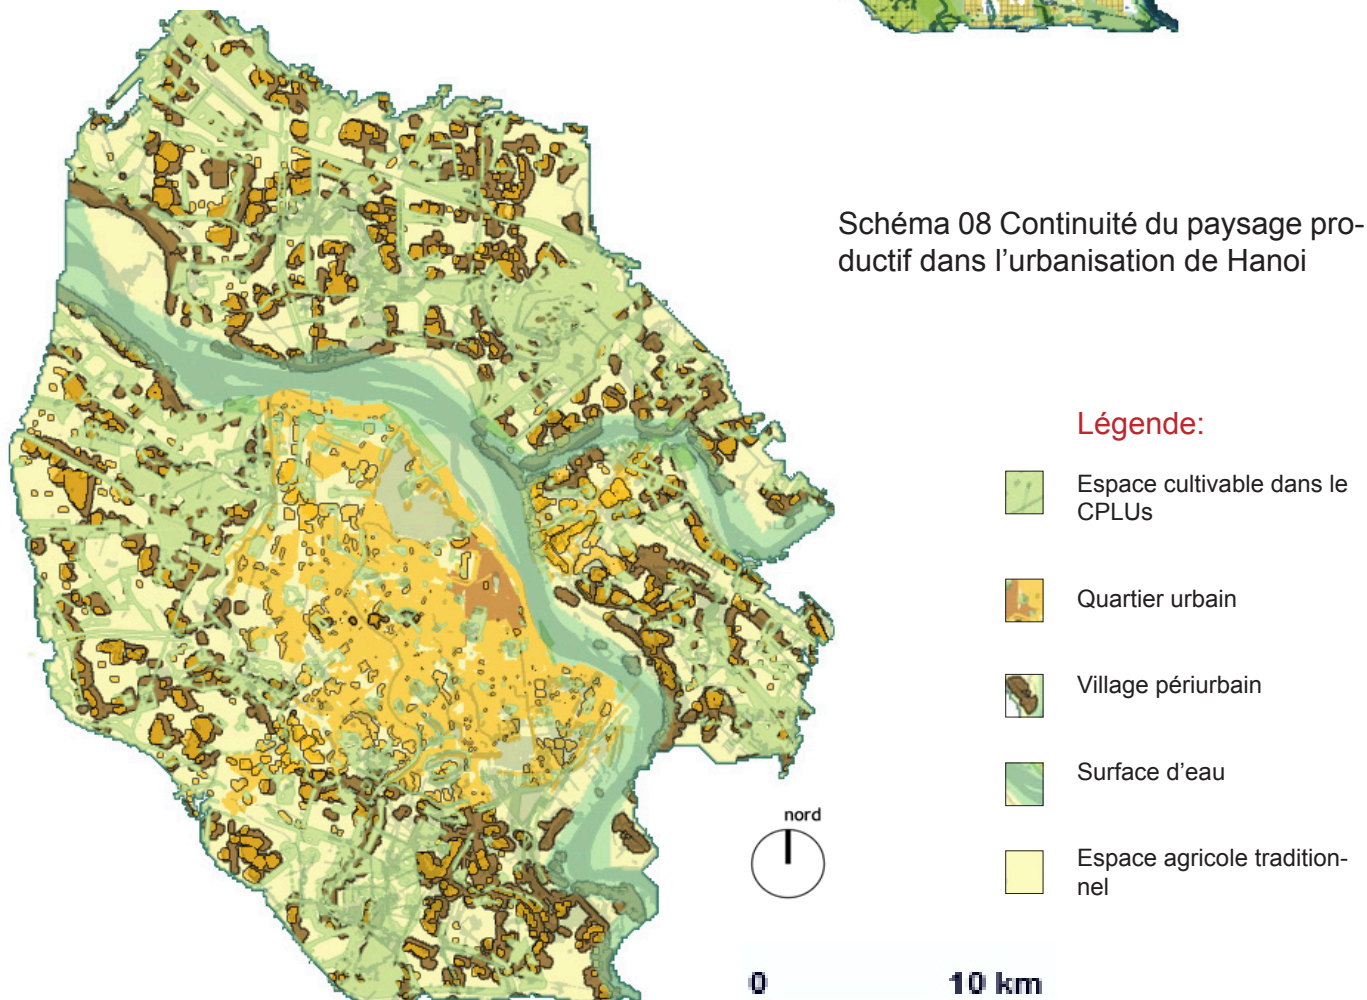 Schéma 08 Continuité du paysage pro-
ductif dans l'urbanisation de Hanoi
Légende:
Espace cultivable dans le
CPLUs
Quartier urbain
Village périurbain
Surface d'eau
Espace agricole tradition-
nel
nord
0 10 km